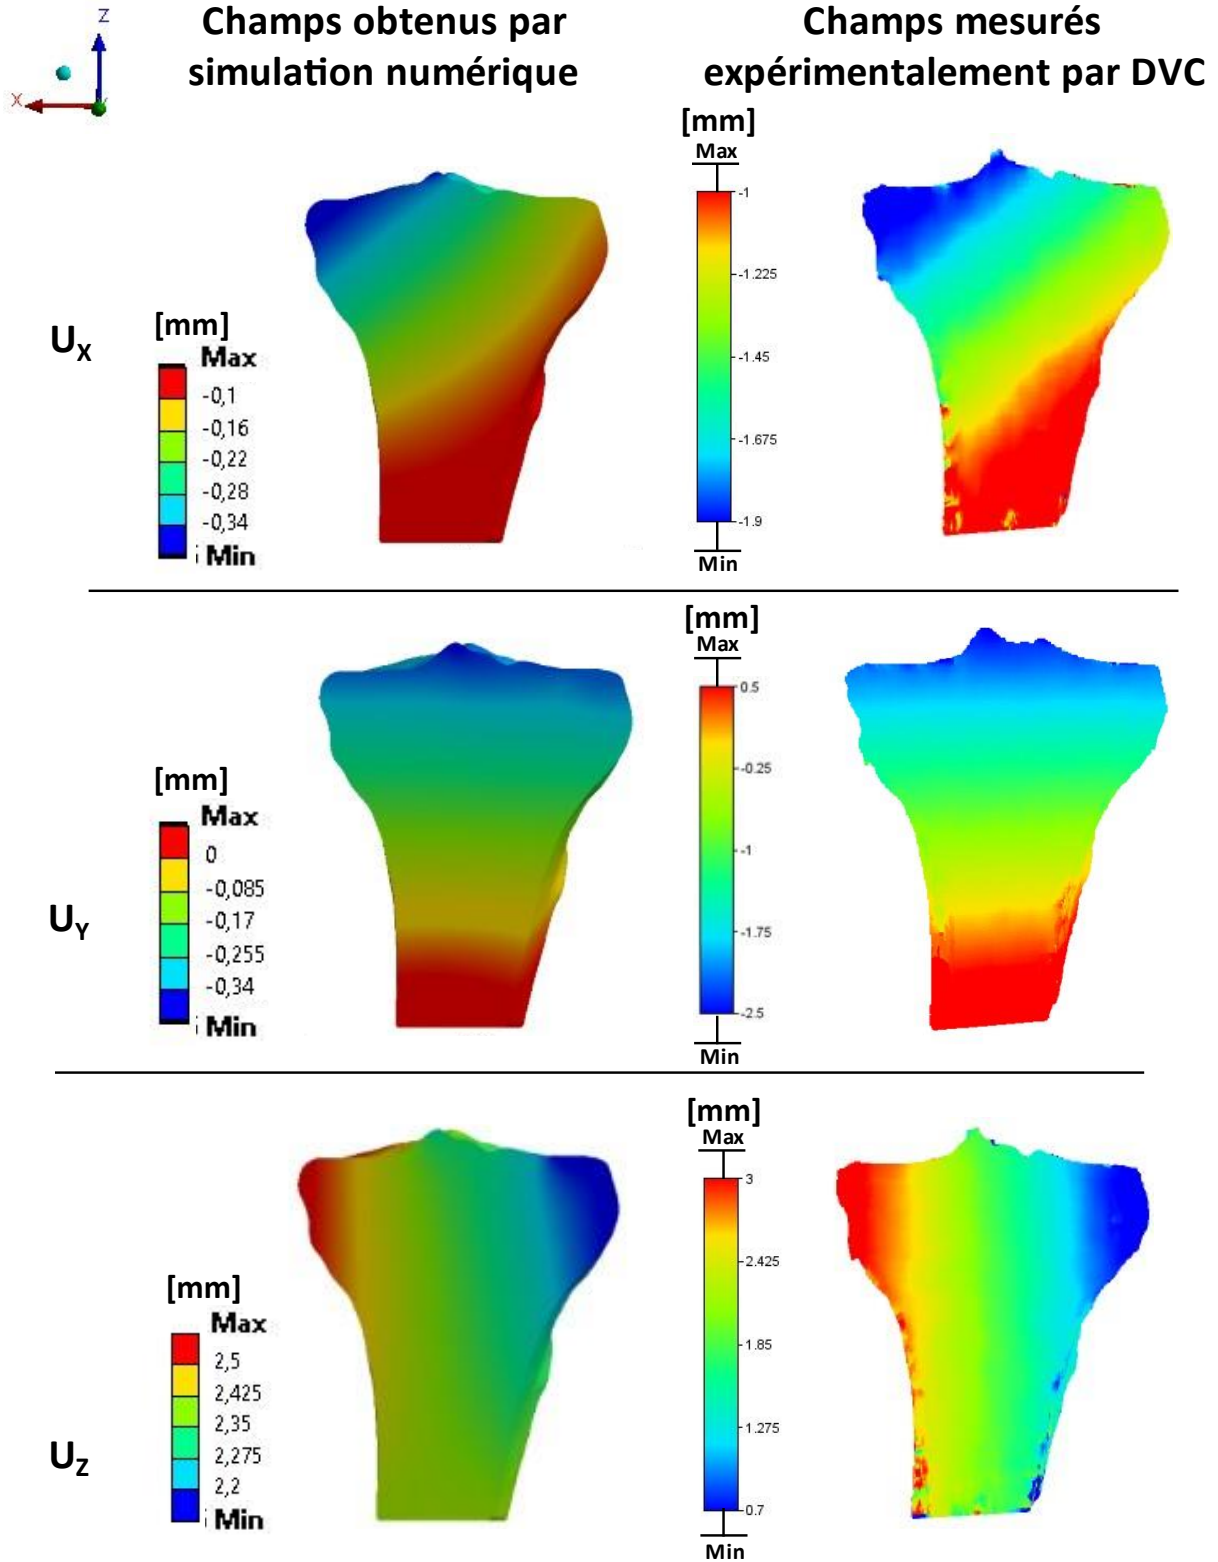 Z
X
Champs obtenus par
simulation numérique
Champs mesurés
expérimentalement par DVC
U_X
[mm]
Max
-0,1
-0,16
-0,22
-0,28
-0,34
Min
[mm]
Max
-1
-1.225
-1.45
-1.675
-1.9
Min
U_Y
[mm]
Max
0
-0,085
-0,17
-0,255
-0,34
Min
[mm]
Max
0.5
-0.25
-1
-1.75
-2.5
Min
U_Z
[mm]
Max
2,5
2,425
2,35
2,275
2,2
Min
[mm]
Max
3
2.425
1.85
1.275
0.7
Min